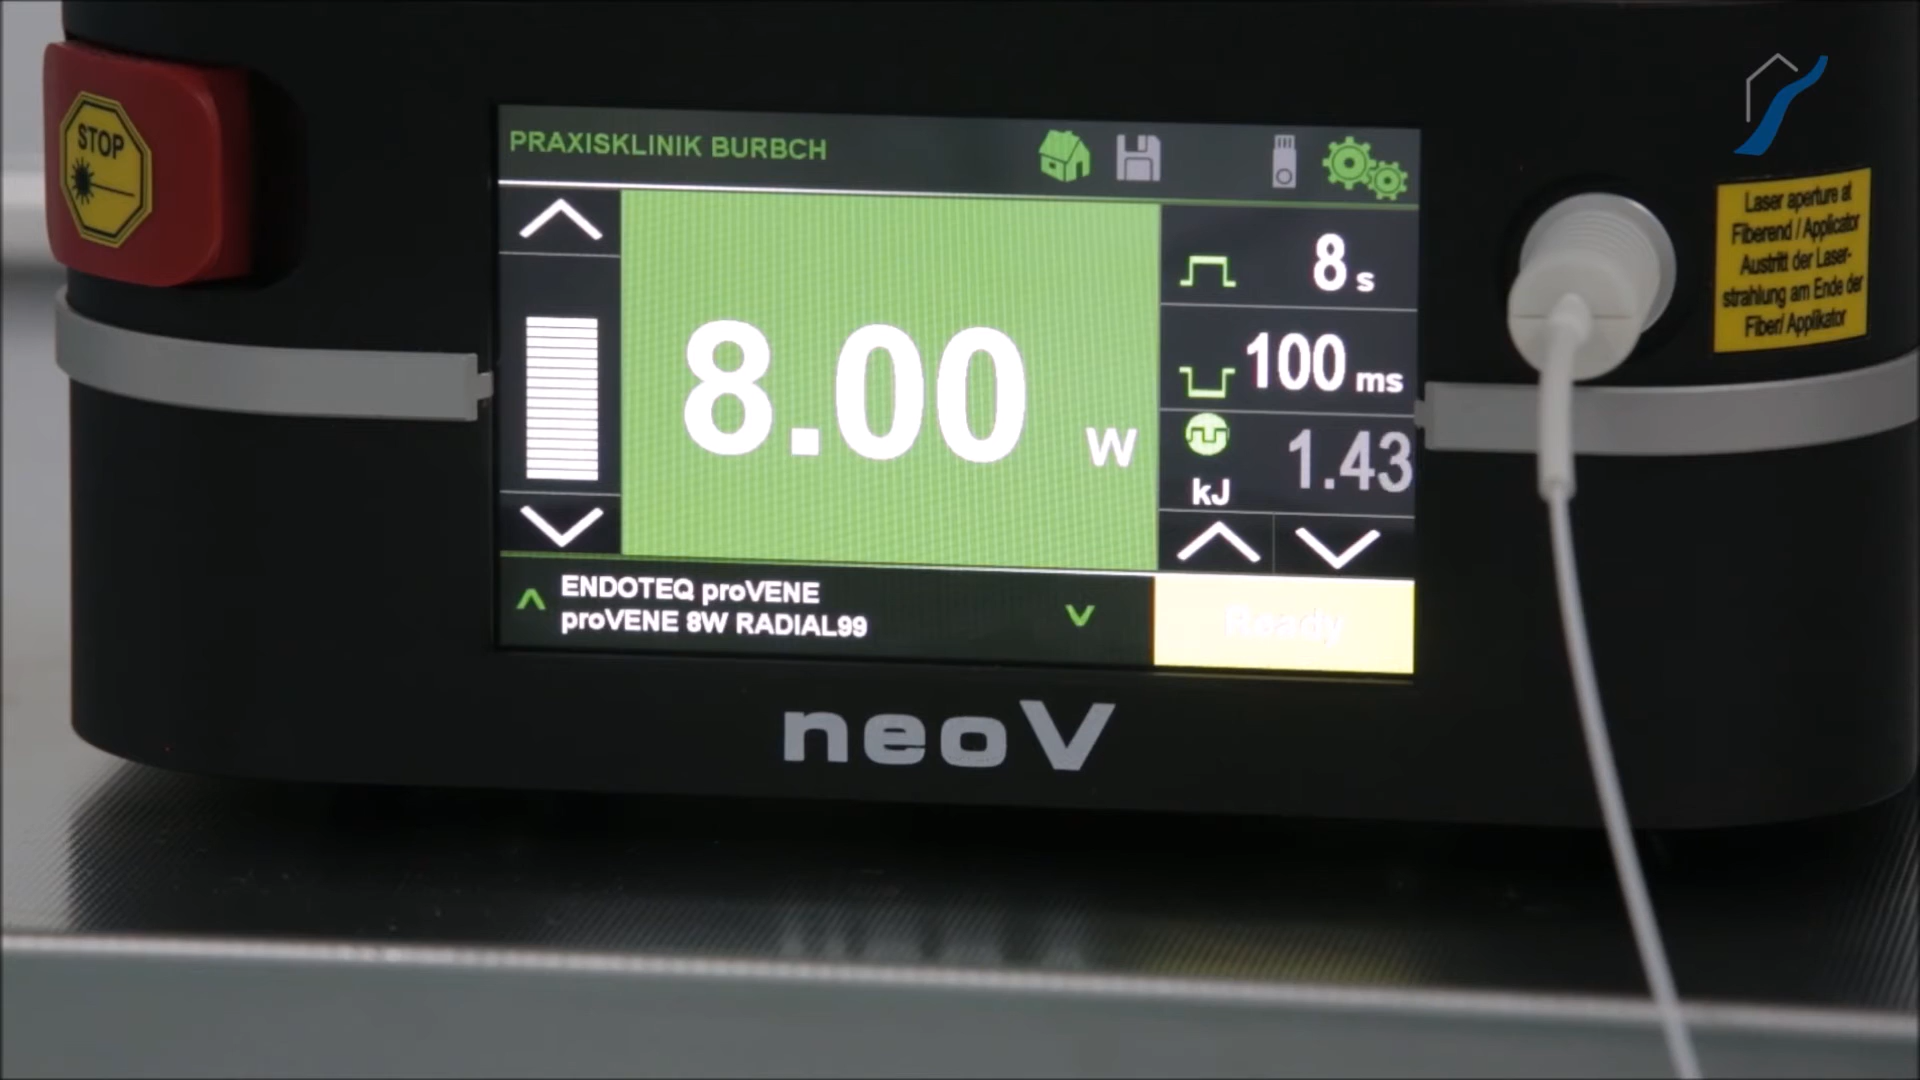 STOP
PRAXISKLINIK BURBCH
8.00 W
8 s
100 ms
1.43
kJ
ENDOTEQ proVENE
proVENE 8W RADIAL99
Ready
neoV
Laser aperture at
Fiberend / Applicator
Austritt der Laser-
strahlung am Ende der
Fiber/ Applikator